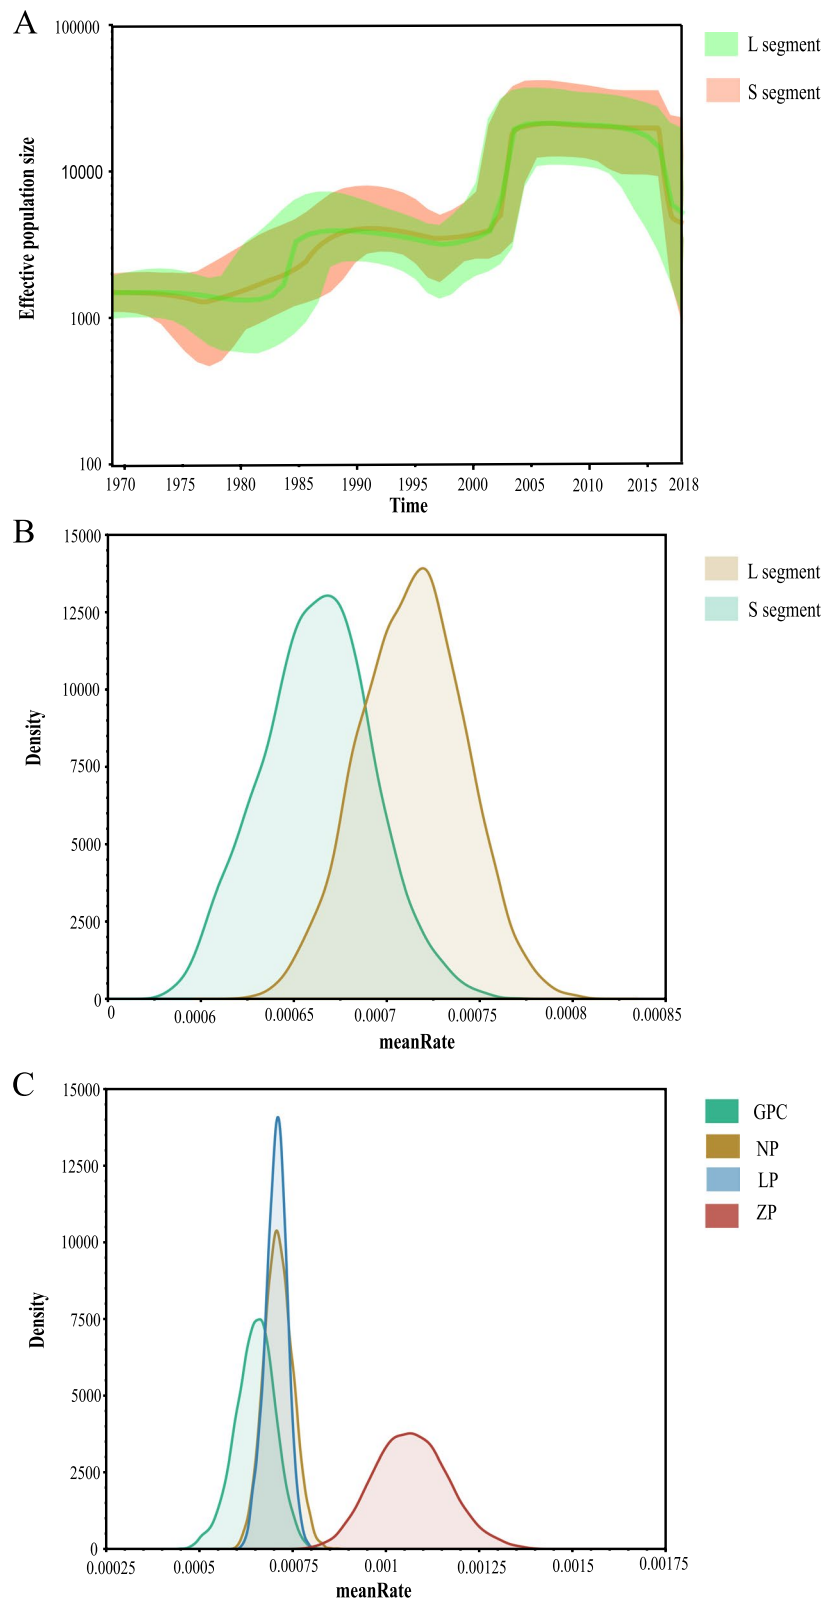 A
100000
10000
1000
100
Effective population size
1970 1975 1980 1985 1990 1995 2000 2005 2010 2015 2018
Time
L segment
S segment
B
15000
12500
10000
7500
5000
2500
0
Density
0 0.0006 0.00065 0.0007 0.00075 0.0008 0.00085
meanRate
L segment
S segment
C
15000
12500
10000
7500
5000
2500
0
Density
0.00025 0.0005 0.00075 0.001 0.00125 0.0015 0.00175
meanRate
GPC
NP
LP
ZP